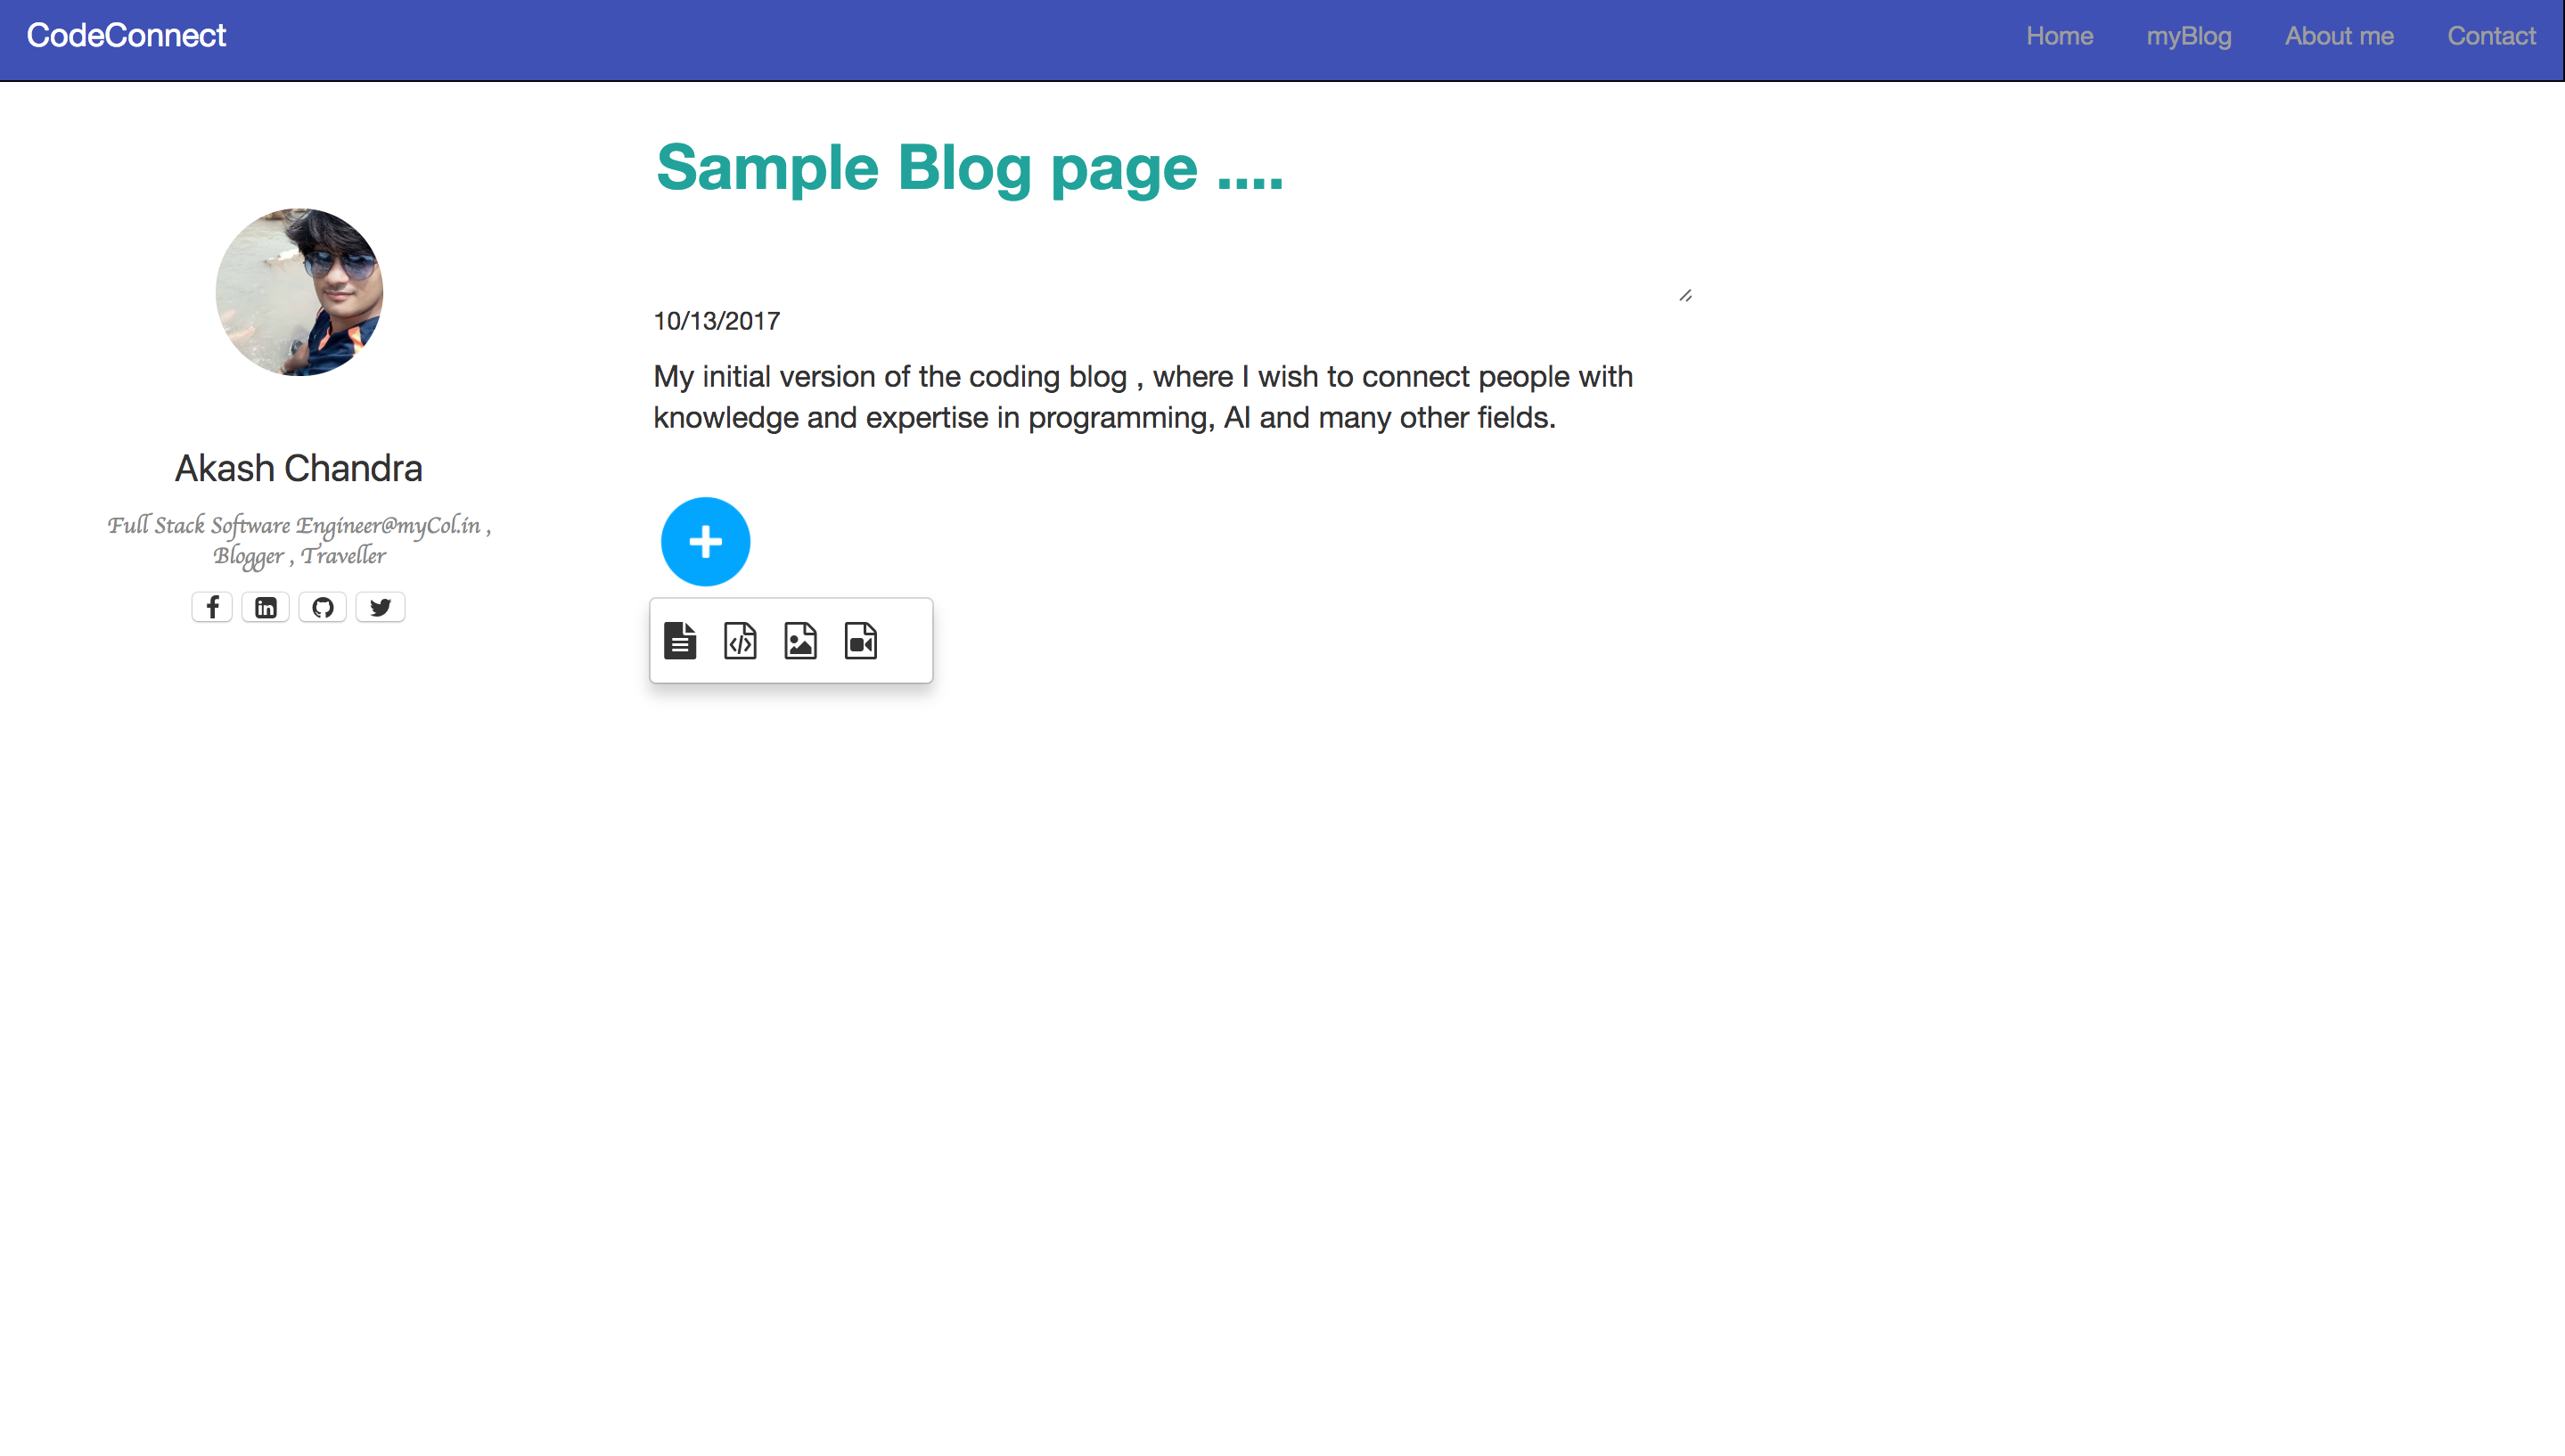 CodeConnect
Home
myBlog
About me
Contact
Sample Blog page ....
10/13/2017
My initial version of the coding blog , where I wish to connect people with
knowledge and expertise in programming, AI and many other fields.
Akash Chandra
Full Stack Software Engineer@myCol.in ,
Blogger , Traveller